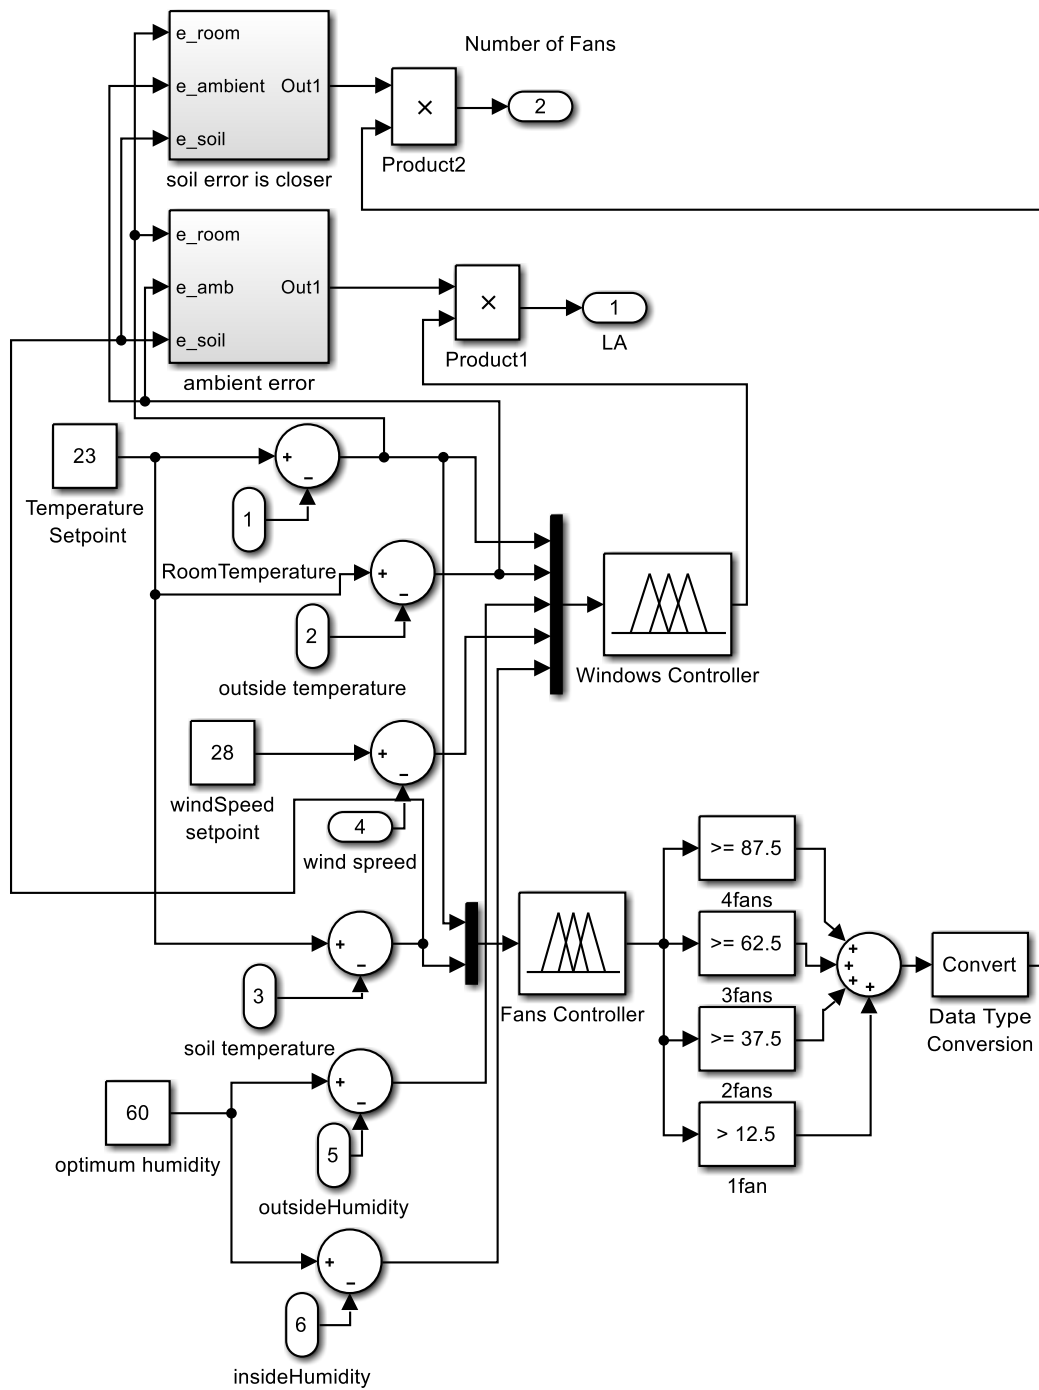 e_room
Number of Fans
e_ambient Out1
×
2
e_soil
Product2
soil error is closer
e_room
e_amb Out1
×
1
e_soil
LA
Product1
ambient error
23
+
−
Temperature
Setpoint
1
RoomTemperature
+
−
2
outside temperature
Windows Controller
28
+
−
windSpeed
setpoint
4
wind spreed
>= 87.5
4fans
+
−
>= 62.5
+
+
+
+
Convert
3
Fans Controller
3fans
Data Type
Conversion
soil temperature
>= 37.5
2fans
60
+
−
> 12.5
5
optimum humidity
1fan
outsideHumidity
+
−
6
insideHumidity